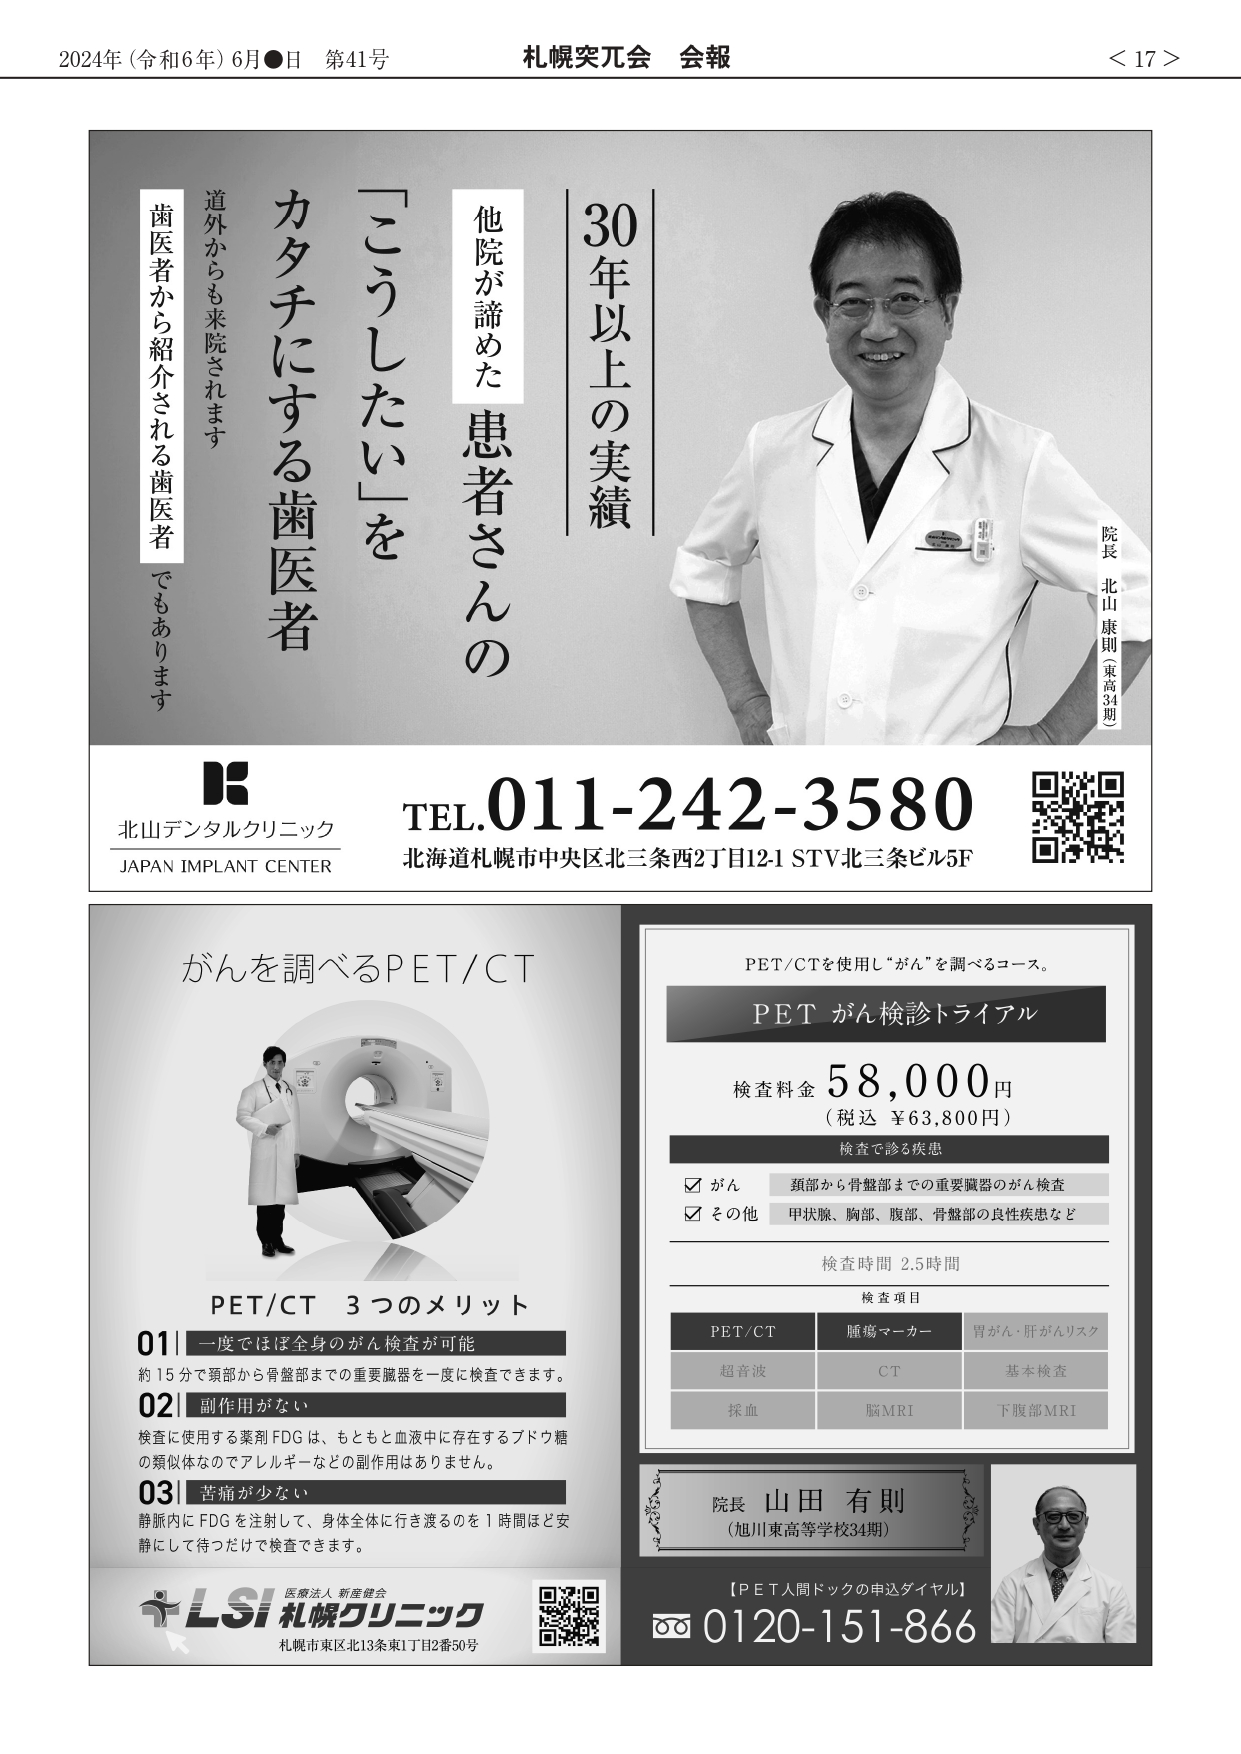 2024年(令和6年)6月●日　第41号
札幌突兀会　会報
＜17＞
30年以上の実績
他院が諦めた患者さんの
「こうしたい」を
カタチにする歯医者
道外からも来院されます
歯医者から紹介される歯医者でもあります
院長　北山 康則（東高34期）
北山デンタルクリニック
JAPAN IMPLANT CENTER
TEL.011-242-3580
北海道札幌市中央区北三条西2丁目12-1 STV北三条ビル5F
がんを調べるPET/CT
PET/CT　3つのメリット
01 一度でほぼ全身のがん検査が可能
約15分で頸部から骨盤部までの重要臓器を一度に検査できます。
02 副作用がない
検査に使用する薬剤FDGは、もともと血液中に存在するブドウ糖
の類似体なのでアレルギーなどの副作用はありません。
03 苦痛が少ない
静脈内にFDGを注射して、身体全体に行き渡るのを1時間ほど安
静にして待つだけで検査できます。
LSI 医療法人 新産健会
札幌クリニック
札幌市東区北13条東1丁目2番50号
PET/CTを使用し“がん”を調べるコース。
PET がん検診トライアル
検査料金 58,000円
（税込 ¥63,800円）
検査で診る疾患
☑ がん　頚部から骨盤部までの重要臓器のがん検査
☑ その他　甲状腺、胸部、腹部、骨盤部の良性疾患など
検査時間 2.5時間
検査項目
PET/CT　腫瘍マーカー　胃がん・肝がんリスク
超音波　CT　基本検査
採血　脳MRI　下腹部MRI
院長 山田 有則
（旭川東高等学校34期）
【PET人間ドックの申込ダイヤル】
0120-151-866